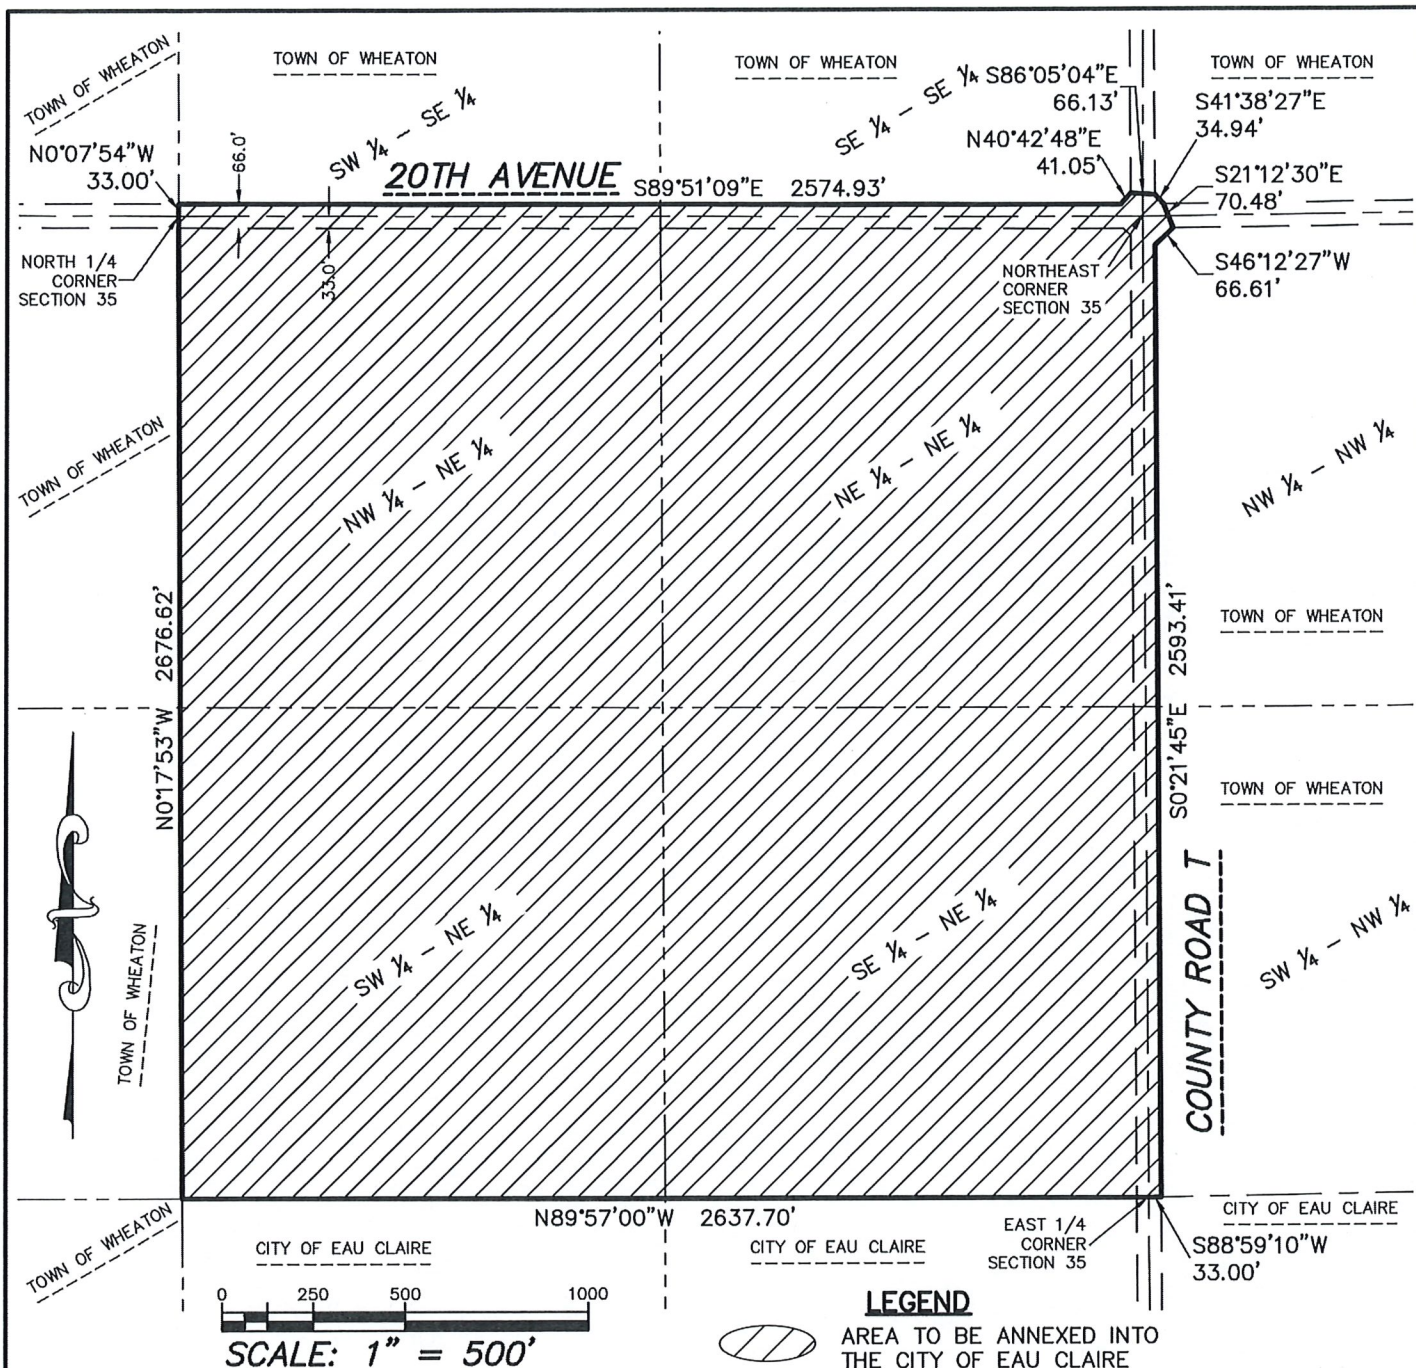 TOWN OF WHEATON
TOWN OF WHEATON
TOWN OF WHEATON
TOWN OF WHEATON
SW ¼ – SE ¼
SE ¼ – SE ¼
S86°05'04"E
66.13'
S41°38'27"E
34.94'
N40°42'48"E
41.05'
N0°07'54"W
33.00'
66.0'
20TH AVENUE
S89°51'09"E 2574.93'
S21°12'30"E
70.48'
S46°12'27"W
66.61'
NORTH 1/4
CORNER
SECTION 35
33.0'
NORTHEAST
CORNER
SECTION 35
TOWN OF WHEATON
NW ¼ – NE ¼
NE ¼ – NE ¼
NW ¼ – NW ¼
N0°17'53"W 2676.62'
S0°21'45"E 2593.41'
TOWN OF WHEATON
TOWN OF WHEATON
TOWN OF WHEATON
SW ¼ – NE ¼
SE ¼ – NE ¼
COUNTY ROAD T
SW ¼ – NW ¼
TOWN OF WHEATON
N89°57'00"W 2637.70'
CITY OF EAU CLAIRE
CITY OF EAU CLAIRE
EAST 1/4
CORNER
SECTION 35
CITY OF EAU CLAIRE
S88°59'10"W
33.00'
0 250 500 1000
SCALE: 1" = 500'
LEGEND
AREA TO BE ANNEXED INTO
THE CITY OF EAU CLAIRE